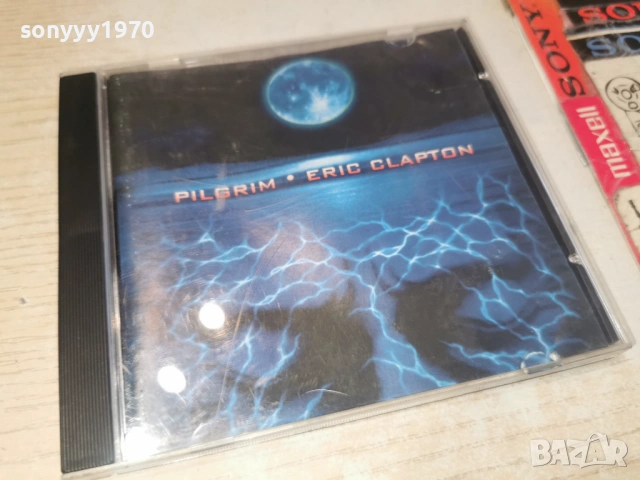 sonyyy1970
PILGRIM • ERIC CLAPTON
SONY
maxell
BAZAR